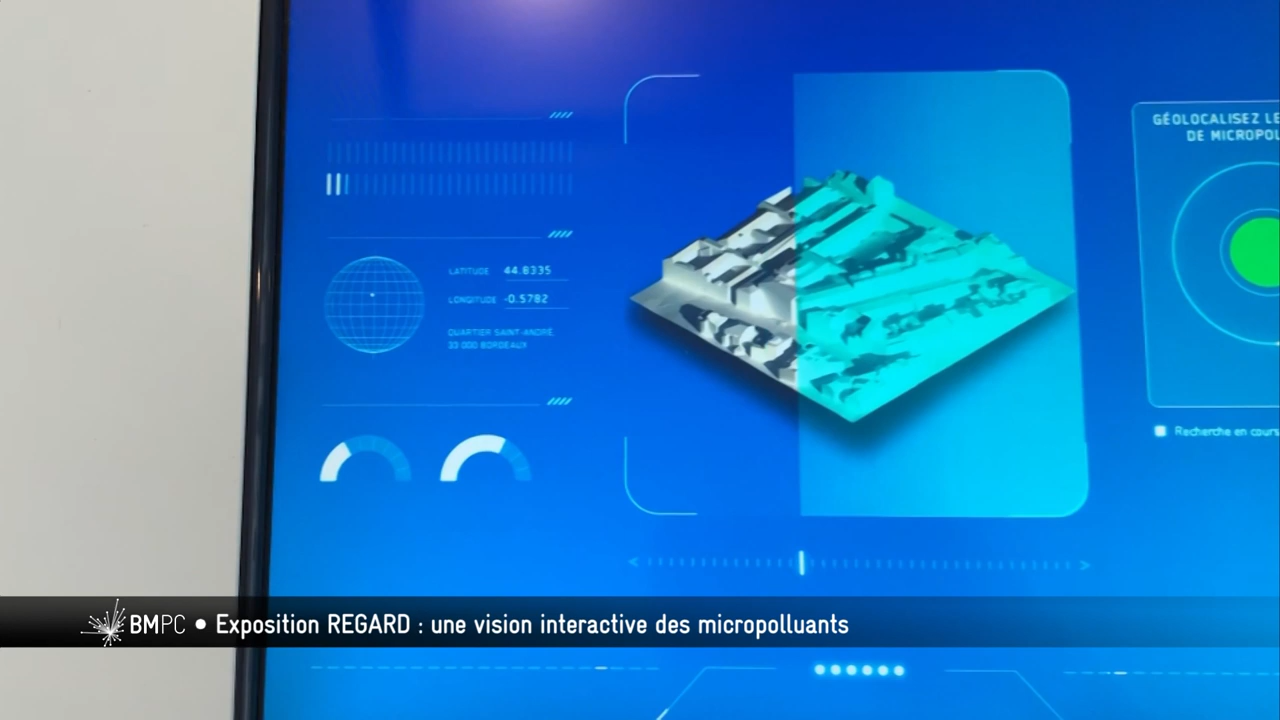 GÉOLOCALISEZ LE
DE MICROPOL
LATITUDE 44.8335
LONGITUDE -0.5782
QUARTIER SAINT-ANDRÉ,
33 000 BORDEAUX
Recherche en cours
BMPC • Exposition REGARD : une vision interactive des micropolluants